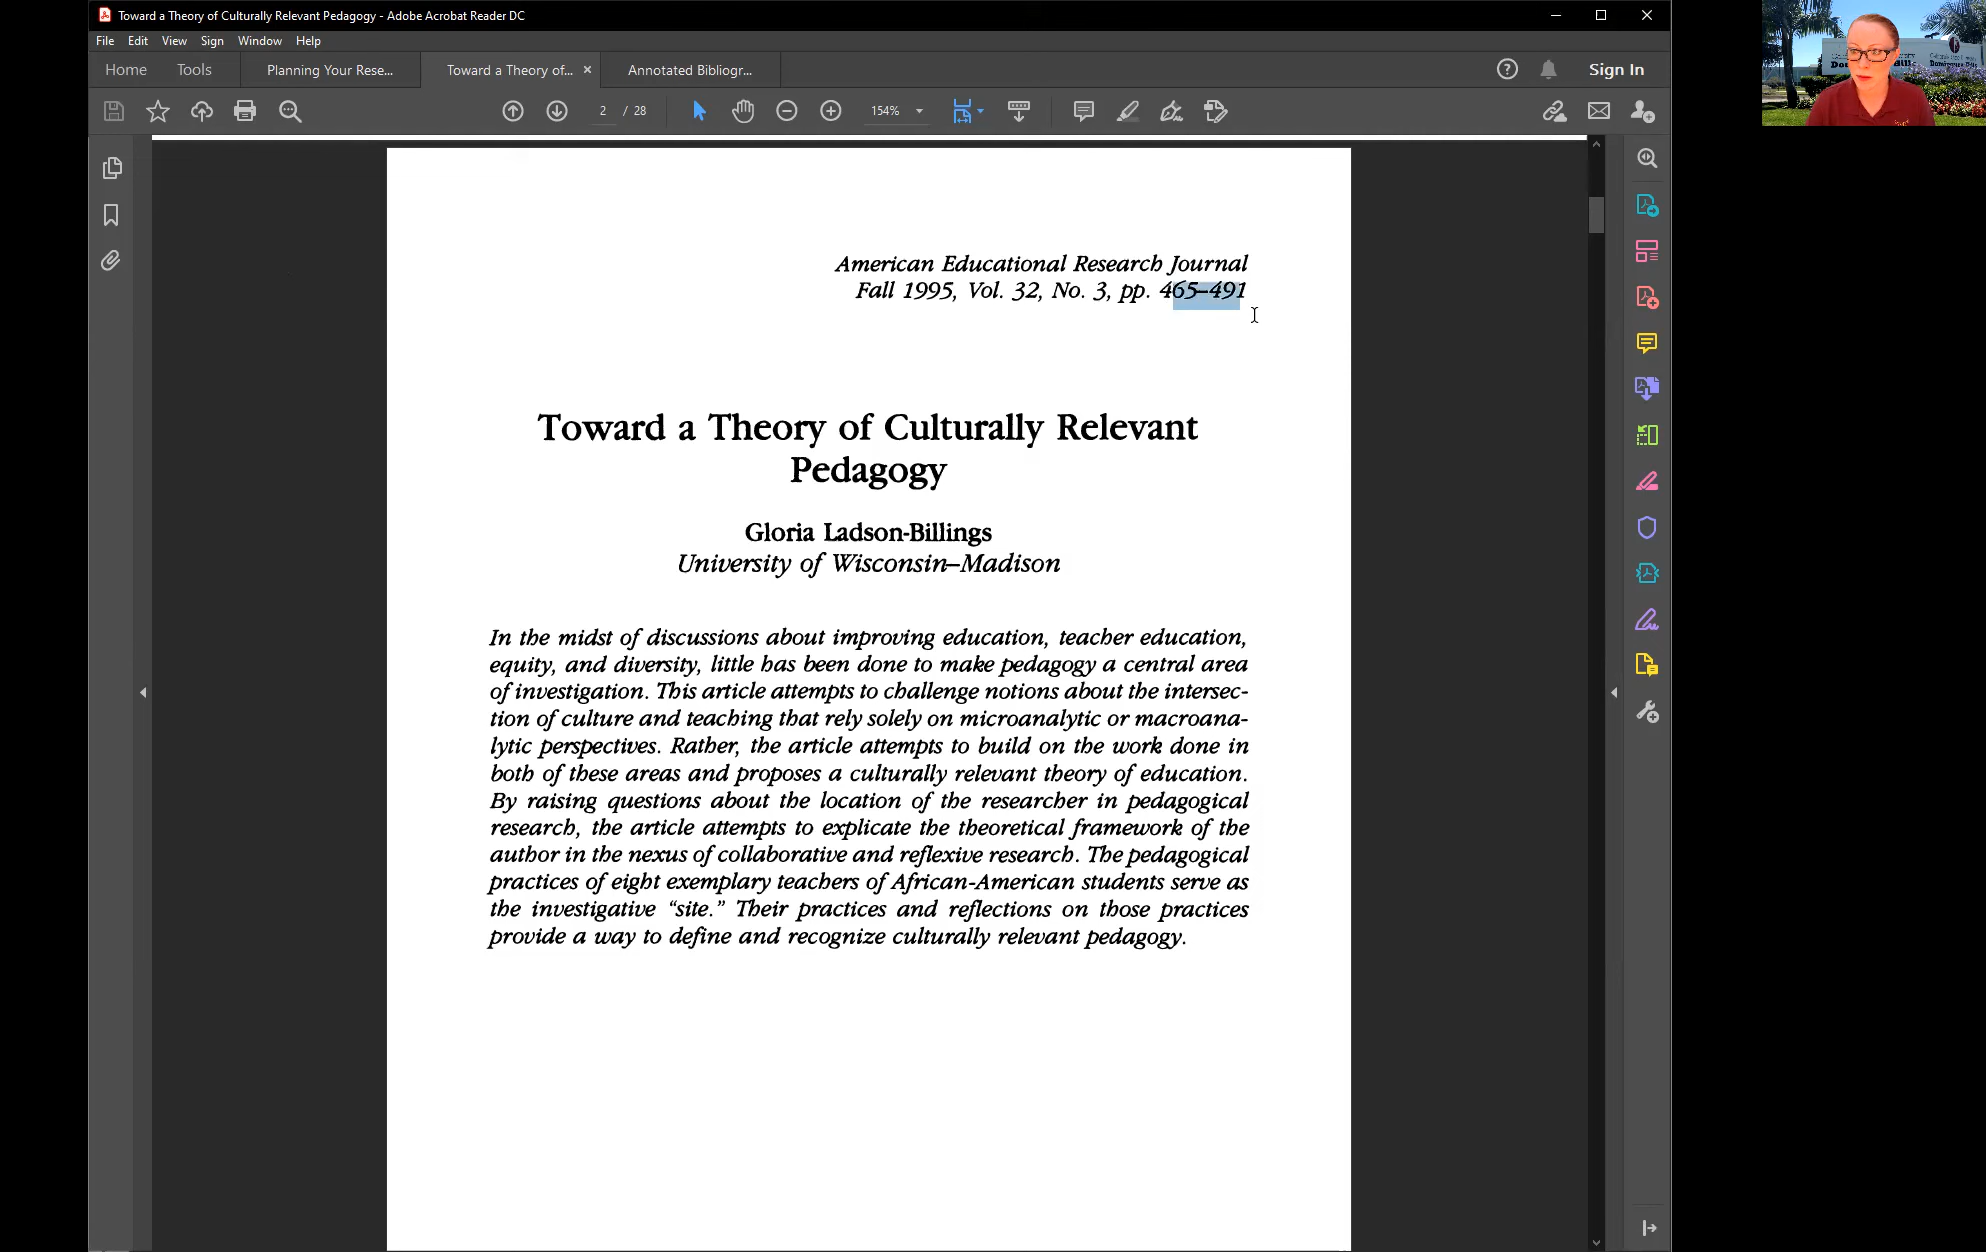 Toward a Theory of Culturally Relevant Pedagogy - Adobe Acrobat Reader DC
File Edit View Sign Window Help
Home Tools Planning Your Rese... Toward a Theory of... × Annotated Bibliogr... Sign In
2 / 28 154%
American Educational Research Journal
Fall 1995, Vol. 32, No. 3, pp. 465–491
Toward a Theory of Culturally Relevant
Pedagogy
Gloria Ladson-Billings
University of Wisconsin–Madison
In the midst of discussions about improving education, teacher education,
equity, and diversity, little has been done to make pedagogy a central area
of investigation. This article attempts to challenge notions about the intersec-
tion of culture and teaching that rely solely on microanalytic or macroana-
lytic perspectives. Rather, the article attempts to build on the work done in
both of these areas and proposes a culturally relevant theory of education.
By raising questions about the location of the researcher in pedagogical
research, the article attempts to explicate the theoretical framework of the
author in the nexus of collaborative and reflexive research. The pedagogical
practices of eight exemplary teachers of African-American students serve as
the investigative “site.” Their practices and reflections on those practices
provide a way to define and recognize culturally relevant pedagogy.